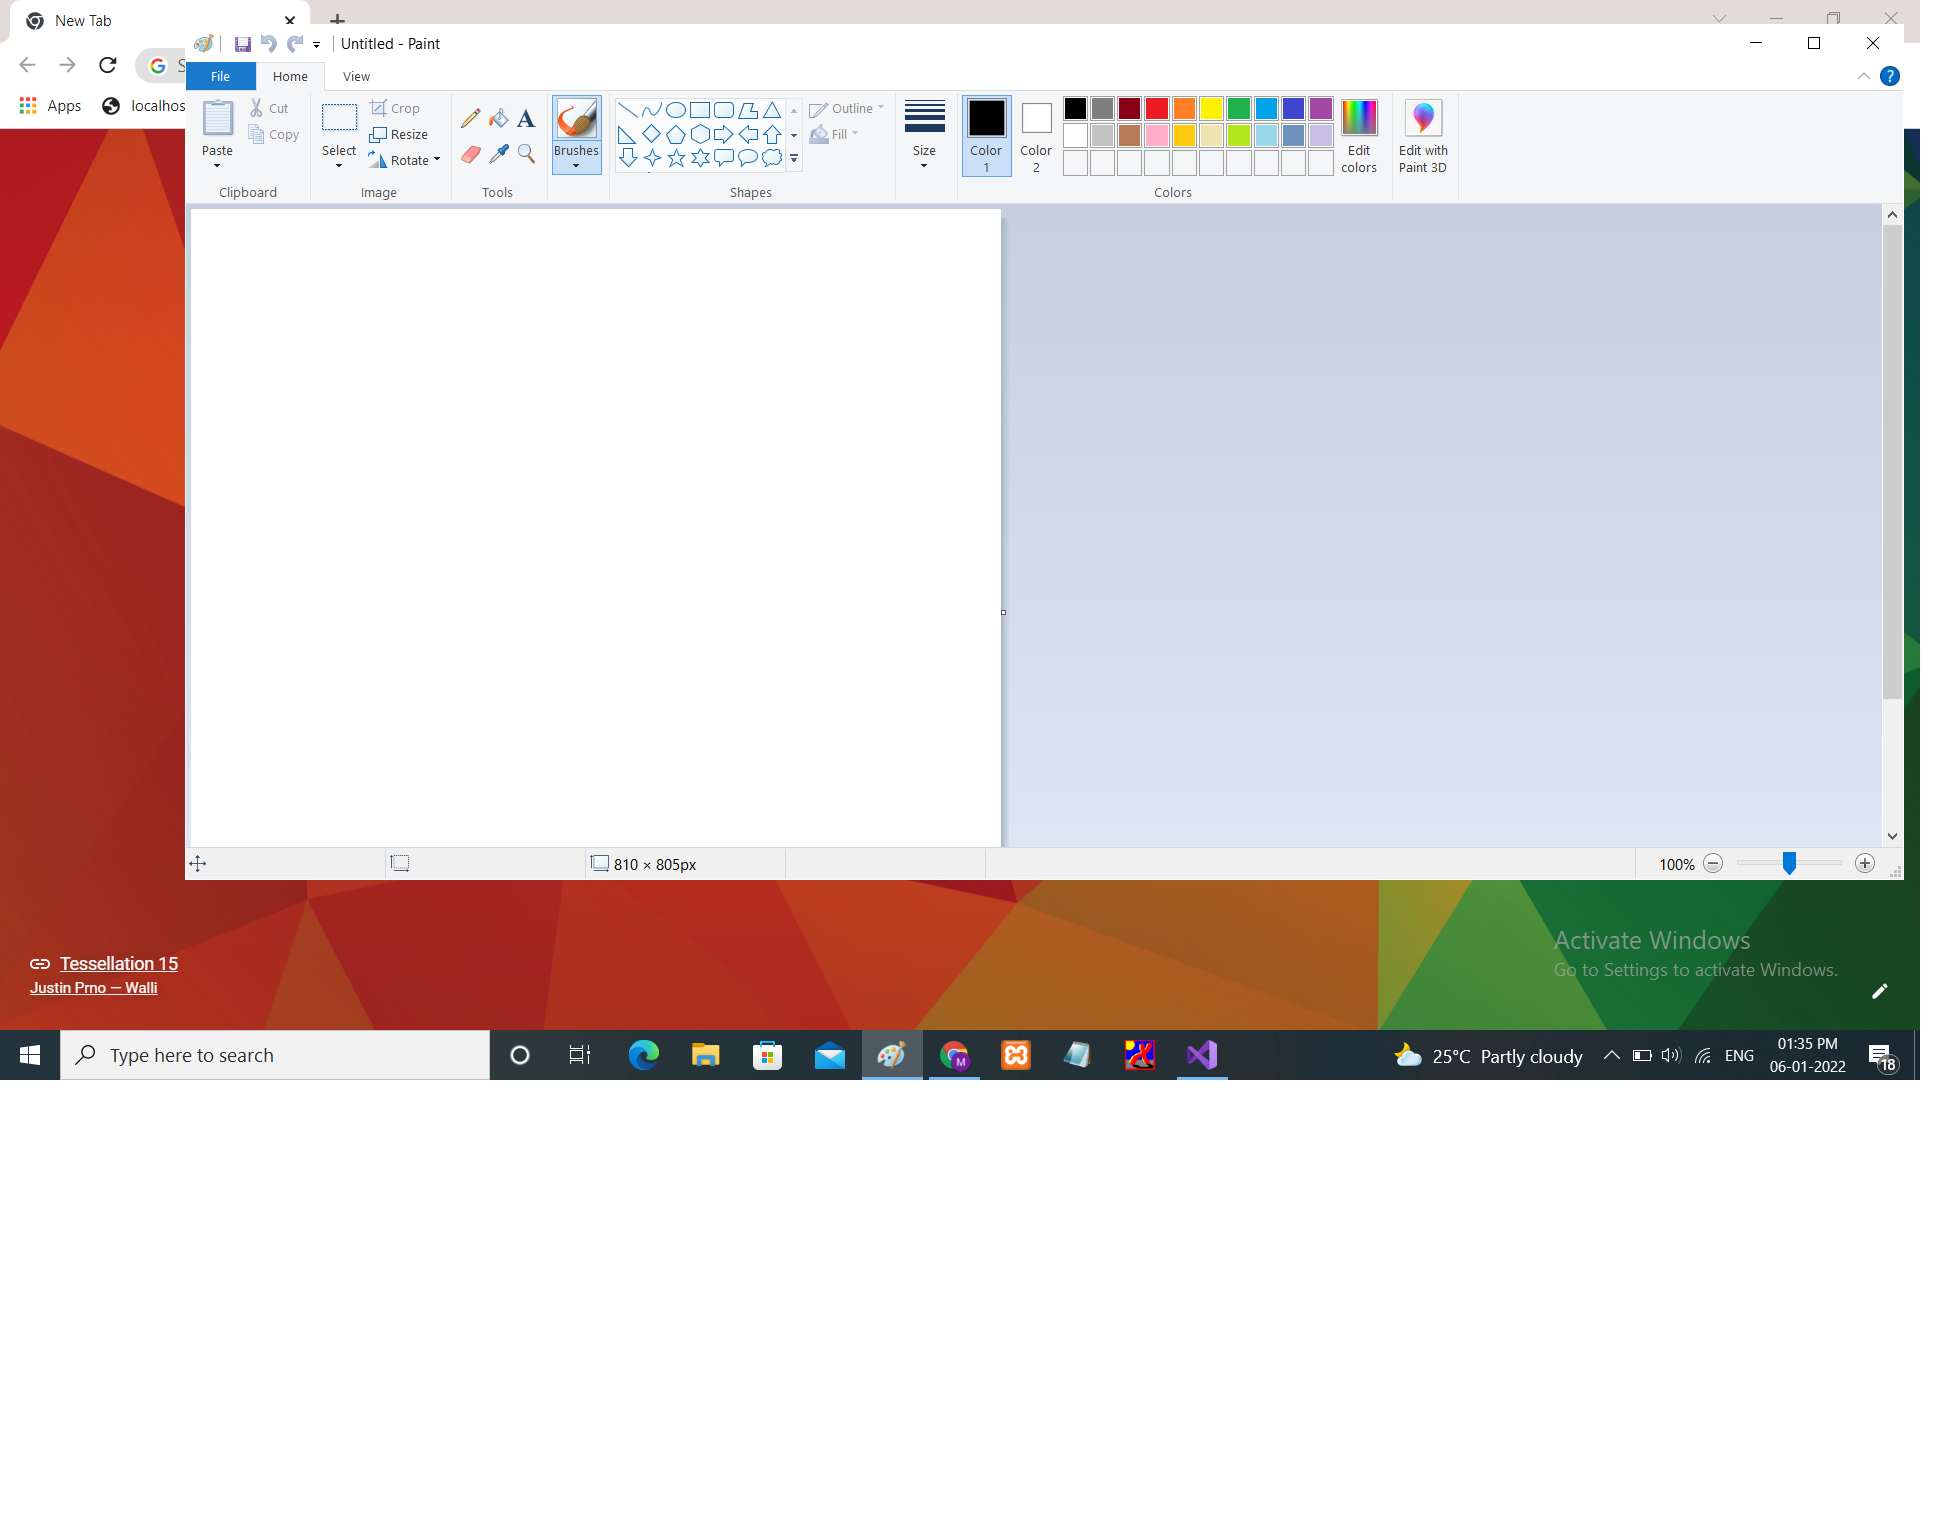 New Tab
Untitled - Paint
File
Home
View
Apps
localhos
Paste
Cut
Copy
Clipboard
Select
Crop
Resize
Rotate
Image
A
Tools
Brushes
Outline
Fill
Shapes
Size
Color
1
Color
2
Edit
colors
Colors
Edit with
Paint 3D
810 × 805px
100%
Tessellation 15
Justin Prno — Walli
Activate Windows
Go to Settings to activate Windows.
Type here to search
M
25°C Partly cloudy
ENG
01:35 PM
06-01-2022
18